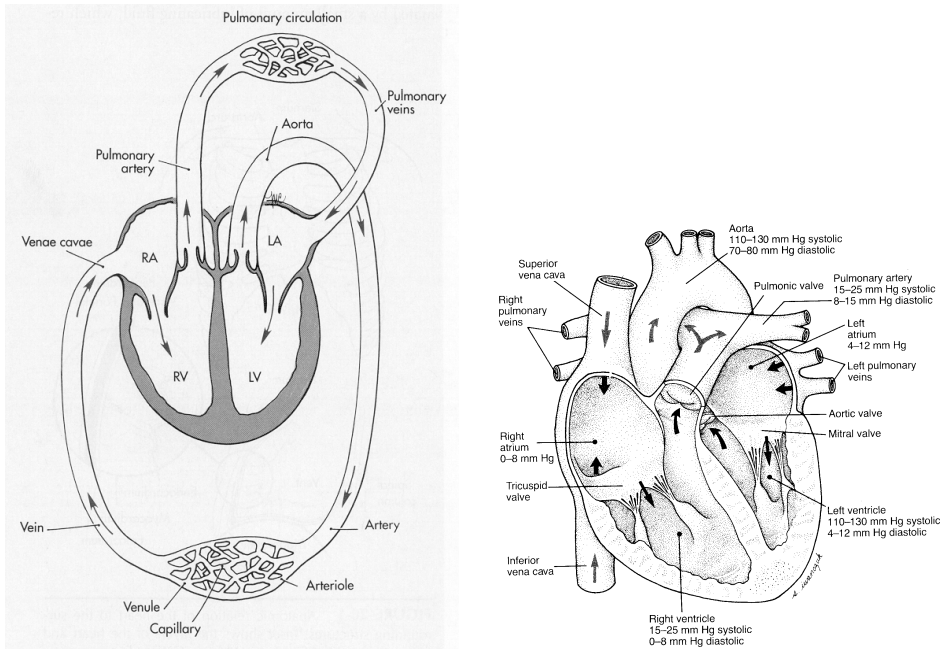 Pulmonary circulation
Pulmonary
veins
Aorta
Pulmonary
artery
Venae cavae
RA
LA
RV
LV
Vein
Artery
Arteriole
Venule
Capillary
Aorta
110–130 mm Hg systolic
70–80 mm Hg diastolic
Superior
vena cava
Pulmonic valve
Pulmonary artery
15–25 mm Hg systolic
8–15 mm Hg diastolic
Right
pulmonary
veins
Left
atrium
4–12 mm Hg
Left pulmonary
veins
Aortic valve
Mitral valve
Right
atrium
0–8 mm Hg
Tricuspid
valve
Left ventricle
110–130 mm Hg systolic
4–12 mm Hg diastolic
Inferior
vena cava
Right ventricle
15–25 mm Hg systolic
0–8 mm Hg diastolic